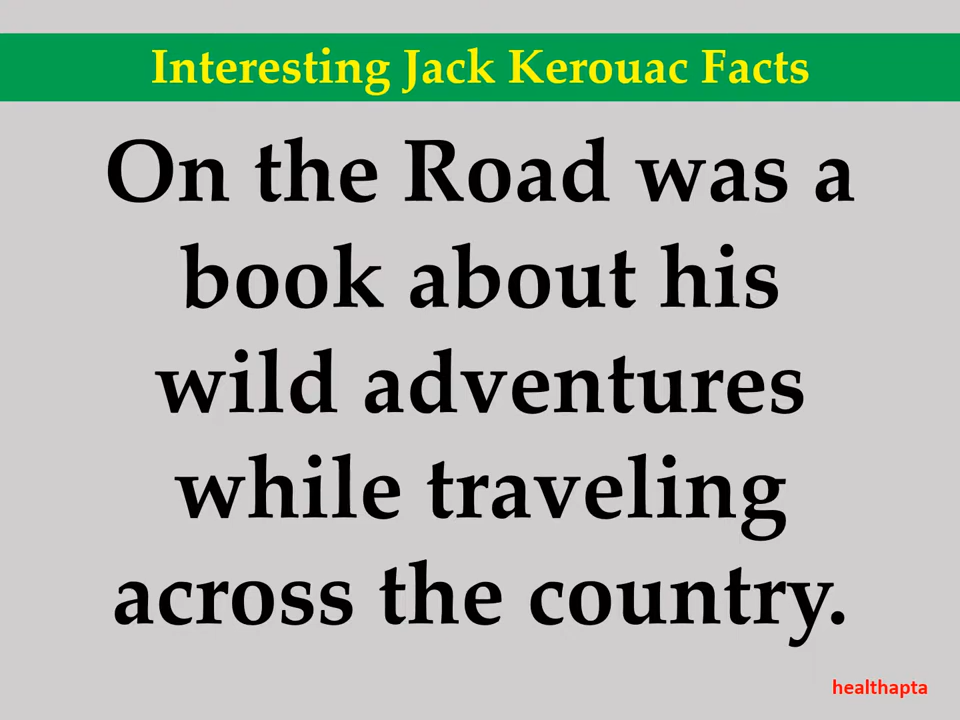 Interesting Jack Kerouac Facts
On the Road was a
book about his
wild adventures
while traveling
across the country.
healthapta